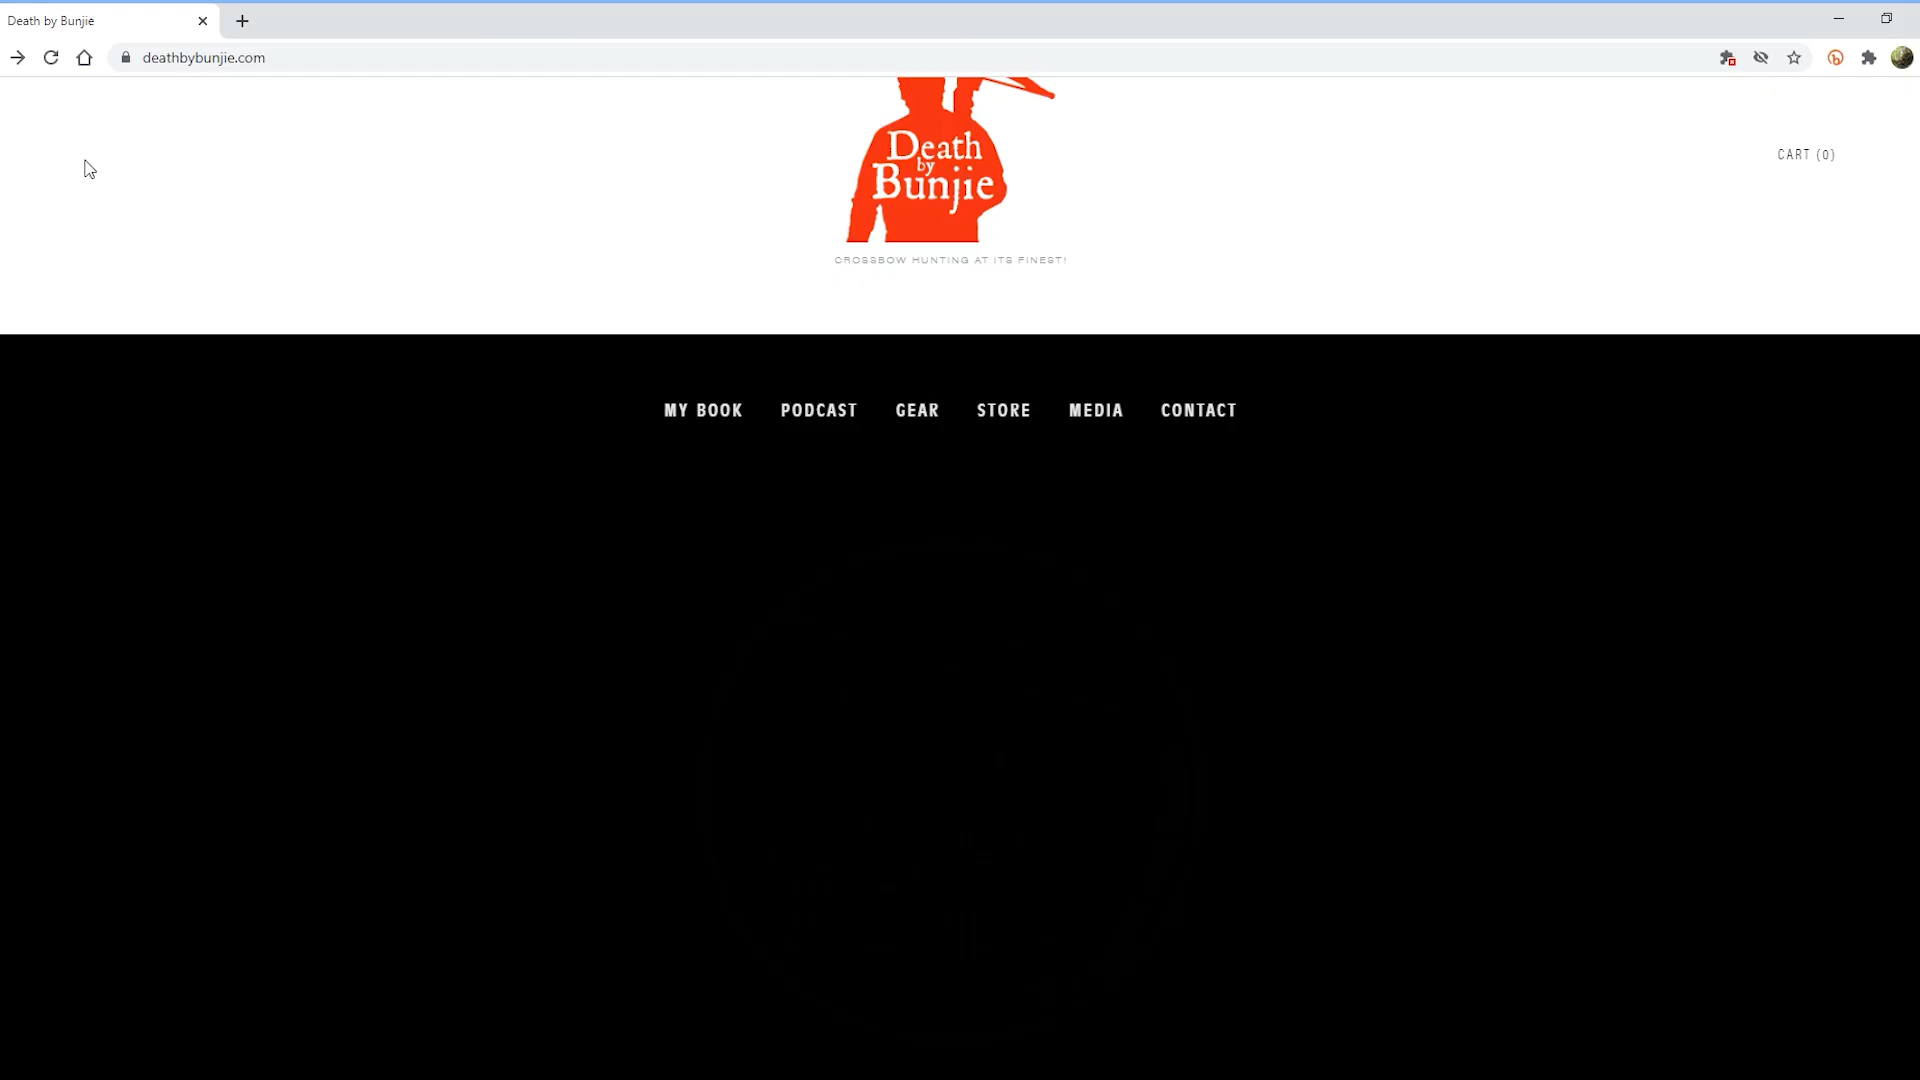 Death by Bunjie
deathbybunjie.com
Death
by
Bunjie
CART (0)
CROSSBOW HUNTING AT ITS FINEST!
MY BOOK PODCAST GEAR STORE MEDIA CONTACT